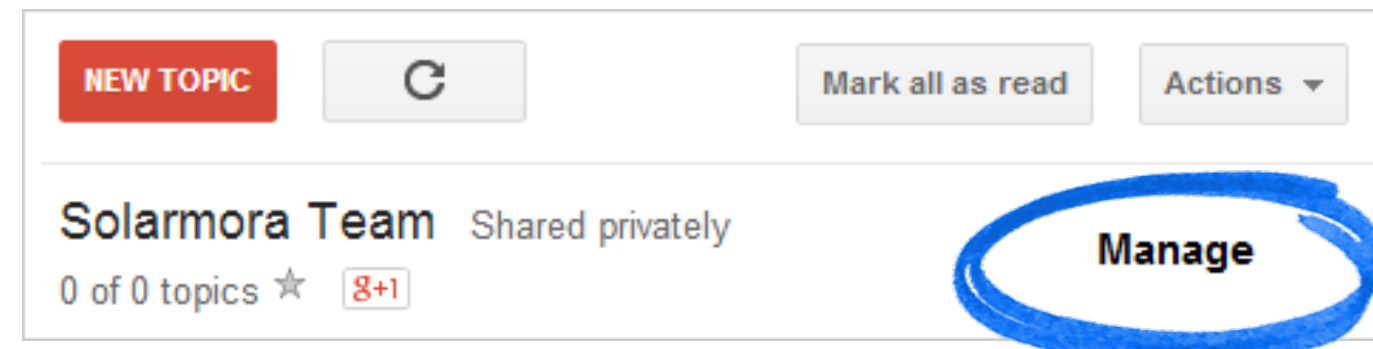 NEW TOPIC Mark all as read Actions
Solarmora Team Shared privately Manage
0 of 0 topics g+1